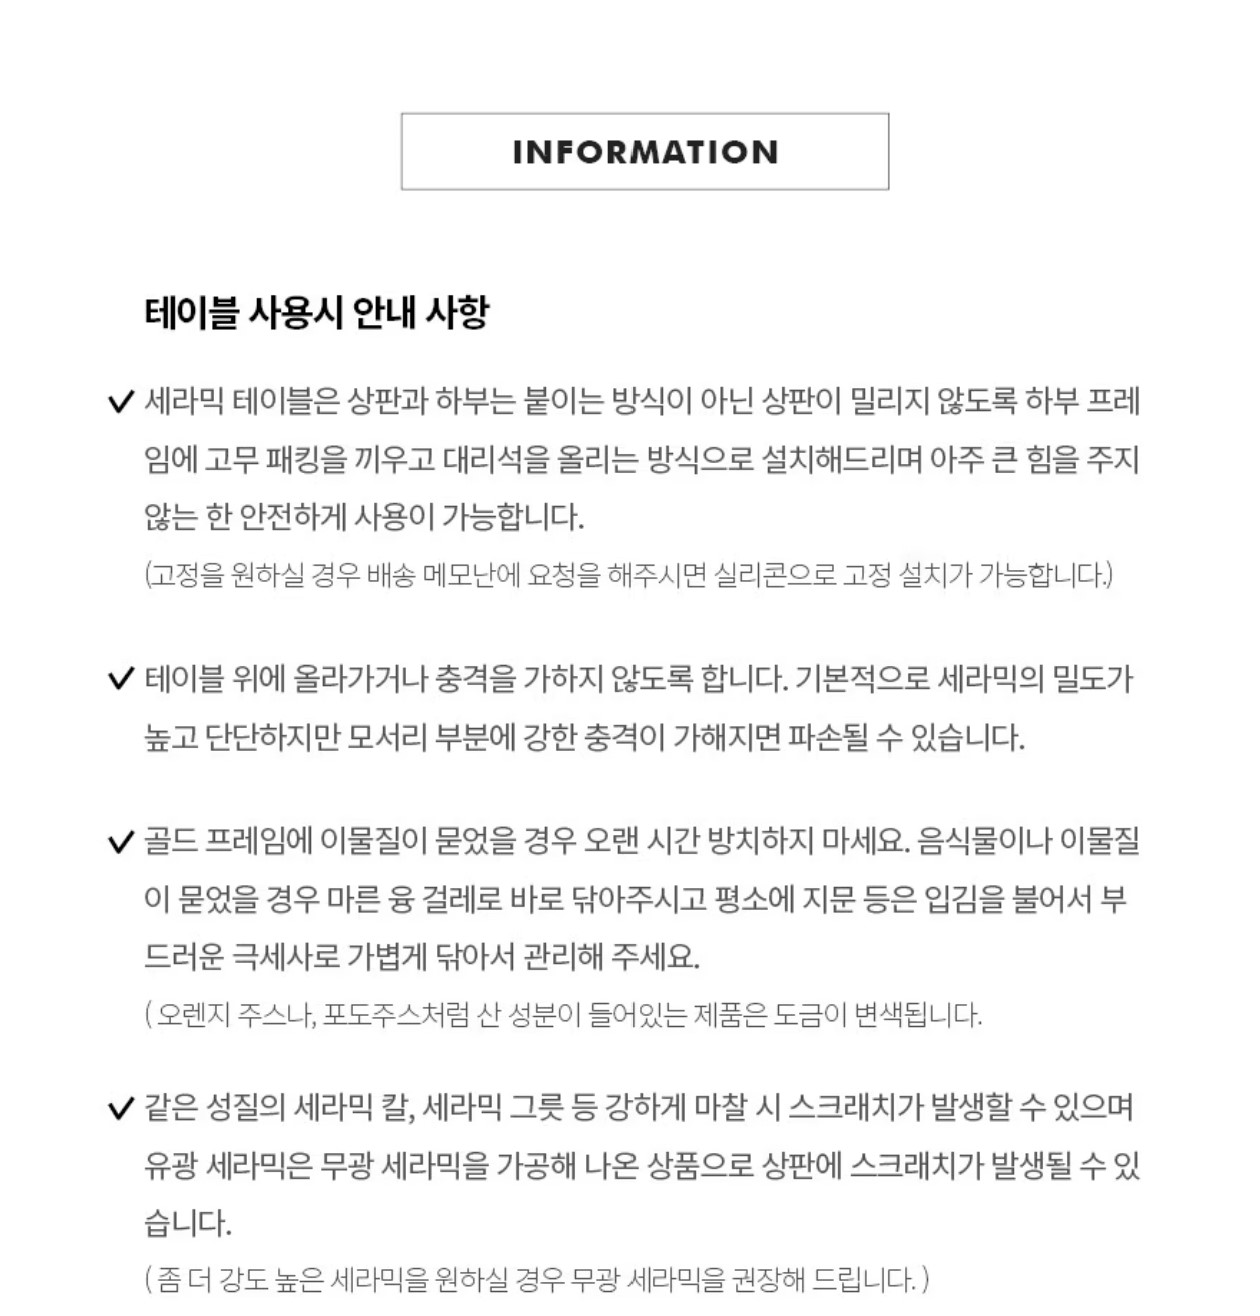 INFORMATION
테이블 사용시 안내 사항
세라믹 테이블은 상판과 하부는 붙이는 방식이 아닌 상판이 밀리지 않도록 하부 프레
임에 고무 패킹을 끼우고 대리석을 올리는 방식으로 설치해드리며 아주 큰 힘을 주지
않는 한 안전하게 사용이 가능합니다.
(고정을 원하실 경우 배송 메모난에 요청을 해주시면 실리콘으로 고정 설치가 가능합니다.)
테이블 위에 올라가거나 충격을 가하지 않도록 합니다. 기본적으로 세라믹의 밀도가
높고 단단하지만 모서리 부분에 강한 충격이 가해지면 파손될 수 있습니다.
골드 프레임에 이물질이 묻었을 경우 오랜 시간 방치하지 마세요. 음식물이나 이물질
이 묻었을 경우 마른 융 걸레로 바로 닦아주시고 평소에 지문 등은 입김을 불어서 부
드러운 극세사로 가볍게 닦아서 관리해 주세요.
( 오렌지 주스나, 포도주스처럼 산 성분이 들어있는 제품은 도금이 변색됩니다.
같은 성질의 세라믹 칼, 세라믹 그릇 등 강하게 마찰 시 스크래치가 발생할 수 있으며
유광 세라믹은 무광 세라믹을 가공해 나온 상품으로 상판에 스크래치가 발생될 수 있
습니다.
( 좀 더 강도 높은 세라믹을 원하실 경우 무광 세라믹을 권장해 드립니다. )